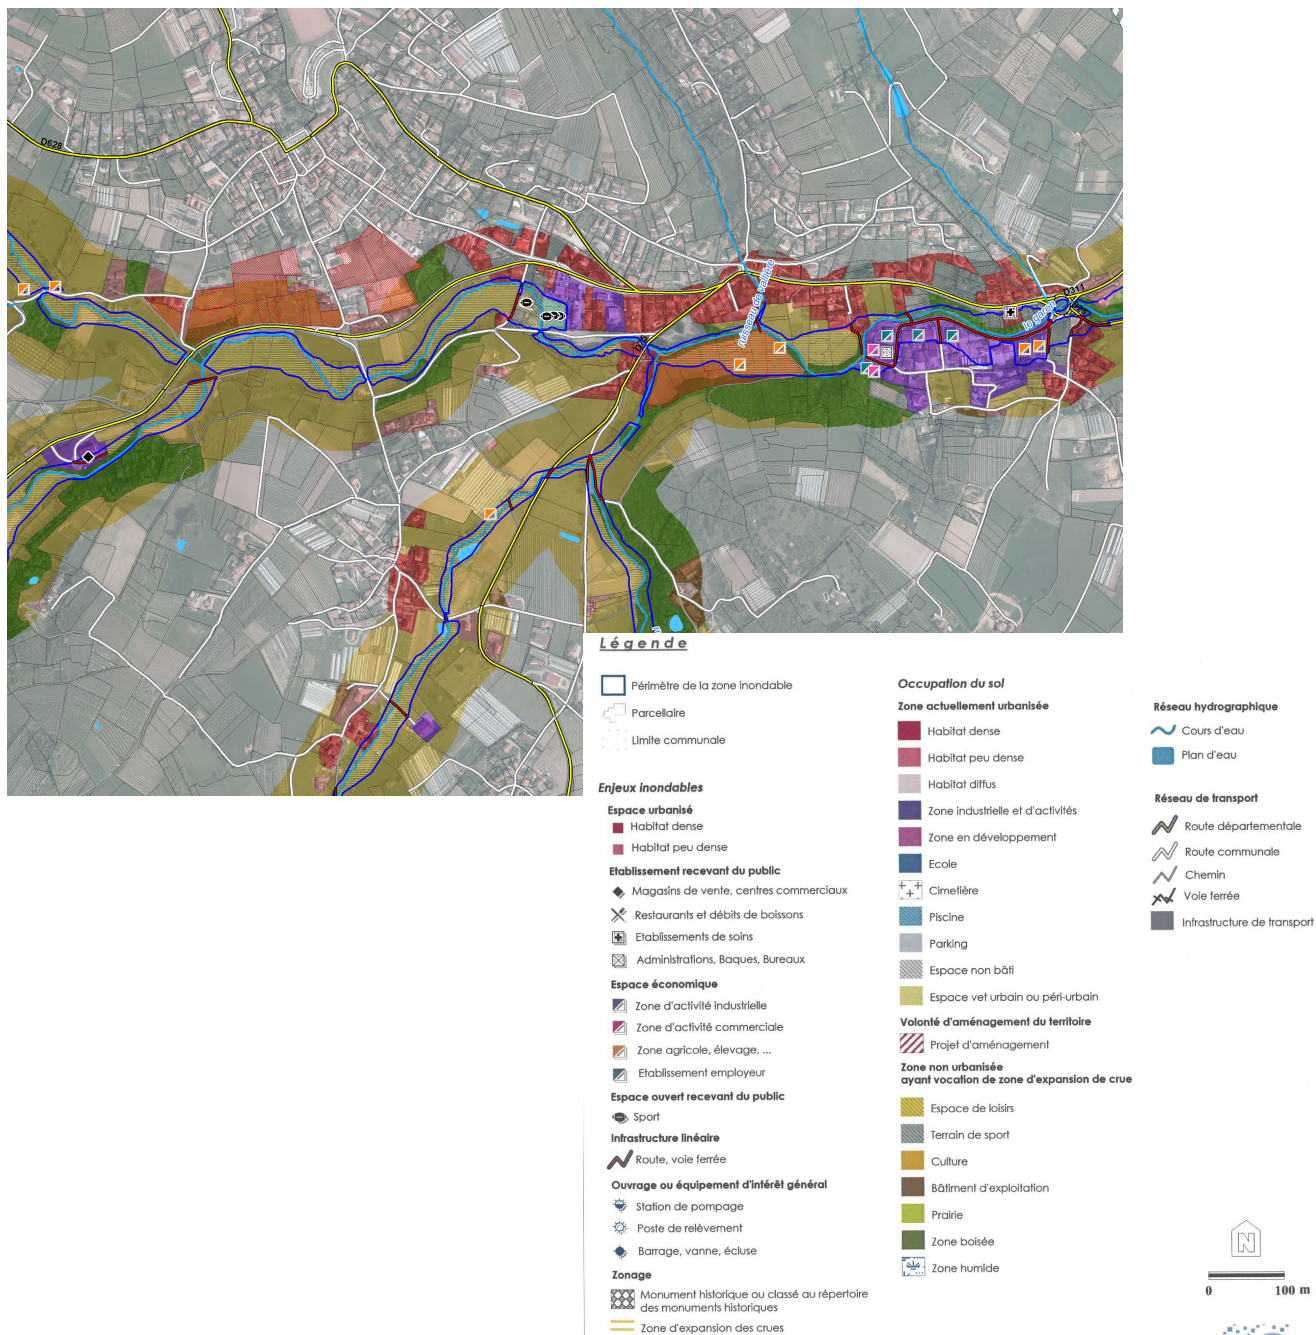 D628
D75
ruisseau de vallière
le garon
D311
Légende
Périmètre de la zone inondable
Parcellaire
Limite communale
Enjeux inondables
Espace urbanisé
Habitat dense
Habitat peu dense
Etablissement recevant du public
Magasins de vente, centres commerciaux
Restaurants et débits de boissons
Etablissements de soins
Administrations, Baques, Bureaux
Espace économique
Zone d'activité industrielle
Zone d'activité commerciale
Zone agricole, élevage, ...
Etablissement employeur
Espace ouvert recevant du public
Sport
Infrastructure linéaire
Route, voie ferrée
Ouvrage ou équipement d'intérêt général
Station de pompage
Poste de relèvement
Barrage, vanne, écluse
Zonage
Monument historique ou classé au répertoire
des monuments historiques
Zone d'expansion des crues
Occupation du sol
Zone actuellement urbanisée
Habitat dense
Habitat peu dense
Habitat diffus
Zone industrielle et d'activités
Zone en développement
Ecole
Cimetière
Piscine
Parking
Espace non bâti
Espace vet urbain ou péri-urbain
Volonté d'aménagement du territoire
Projet d'aménagement
Zone non urbanisée
ayant vocation de zone d'expansion de crue
Espace de loisirs
Terrain de sport
Culture
Bâtiment d'exploitation
Prairie
Zone boisée
Zone humide
Réseau hydrographique
Cours d'eau
Plan d'eau
Réseau de transport
Route départementale
Route communale
Chemin
Voie ferrée
Infrastructure de transport
N
0 100 m